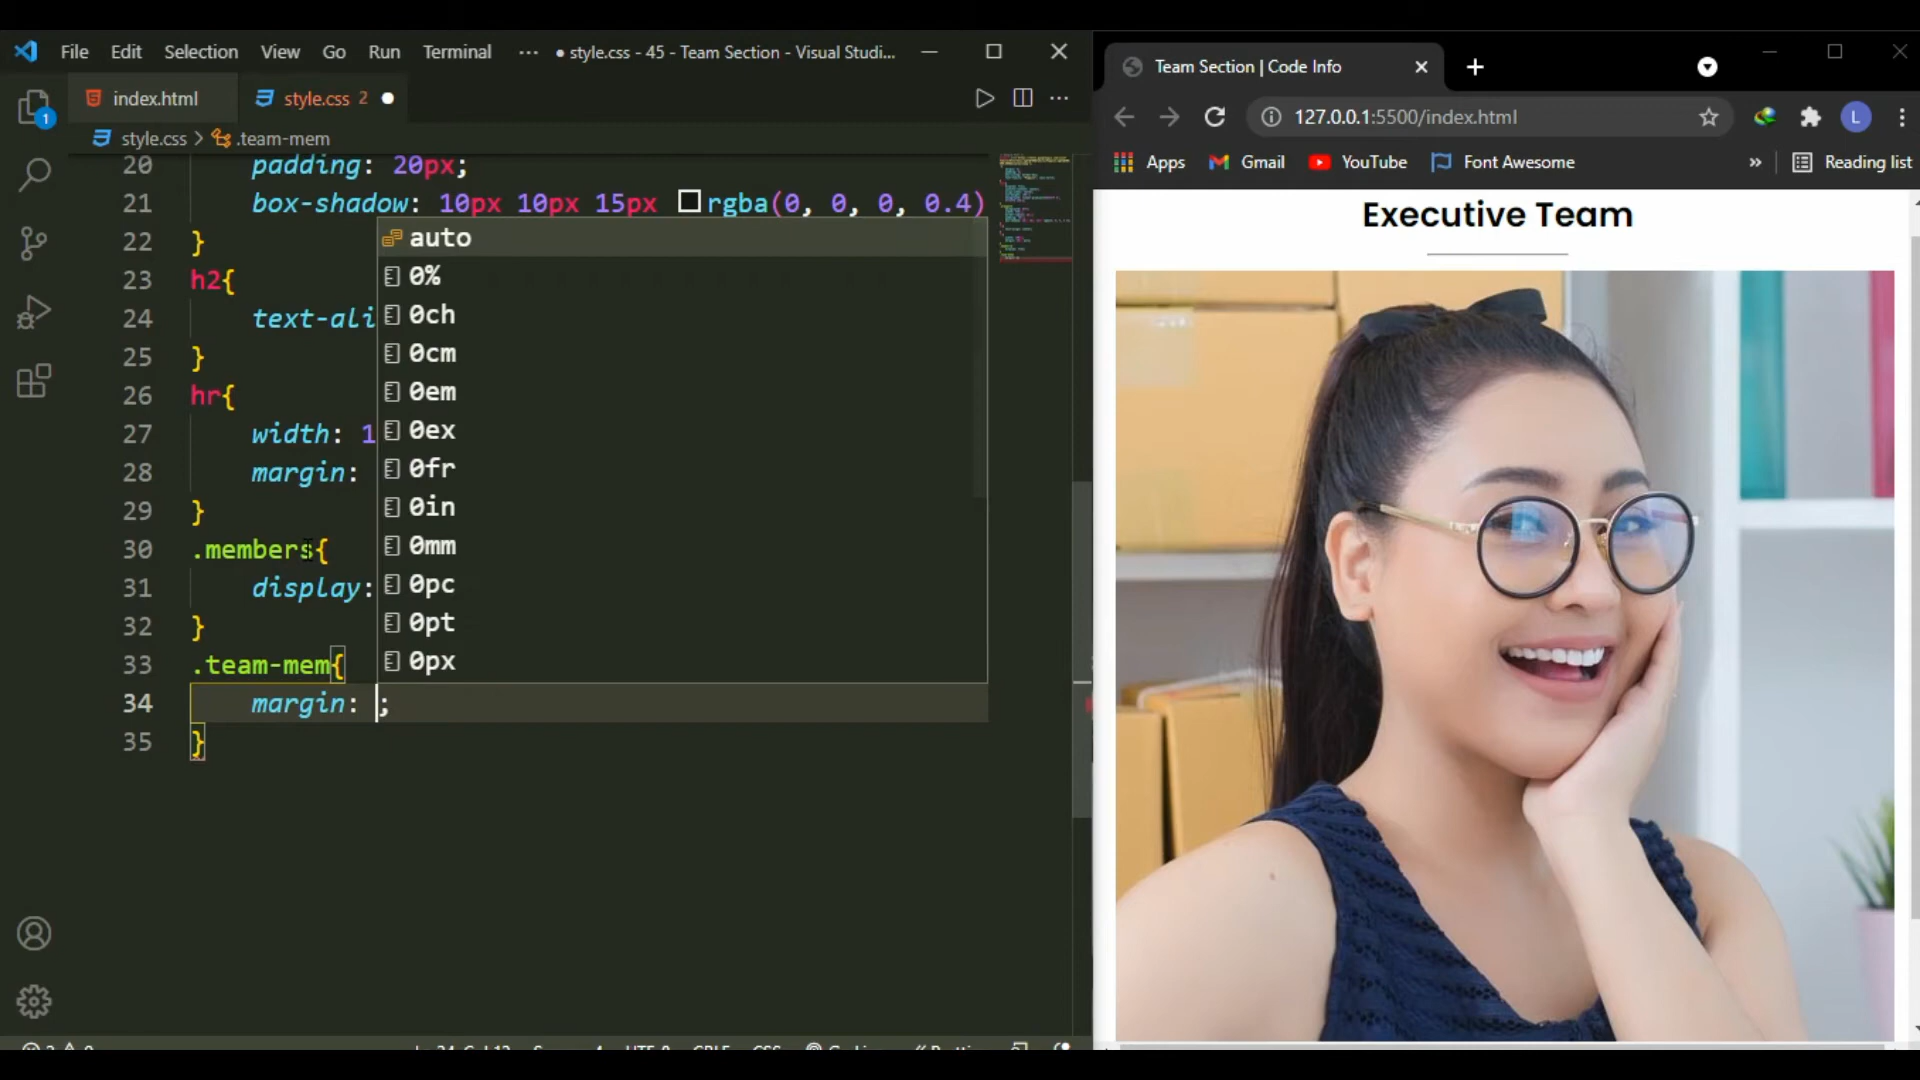 File Edit Selection View Go Run Terminal ··· ● style.css - 45 - Team Section - Visual Studi...
index.html style.css 2 ●
style.css > .team-mem
20 padding: 20px;
21 box-shadow: 10px 10px 15px rgba(0, 0, 0, 0.4)
22 }
23 h2{
24 text-ali
25 }
26 hr{
27 width: 1
28 margin:
29 }
30 .members{
31 display:
32 }
33 .team-mem{
34 margin: ;
35 }
auto
0%
0ch
0cm
0em
0ex
0fr
0in
0mm
0pc
0pt
0px
1
Team Section | Code Info
127.0.0.1:5500/index.html
L
Apps Gmail YouTube Font Awesome » Reading list
Executive Team